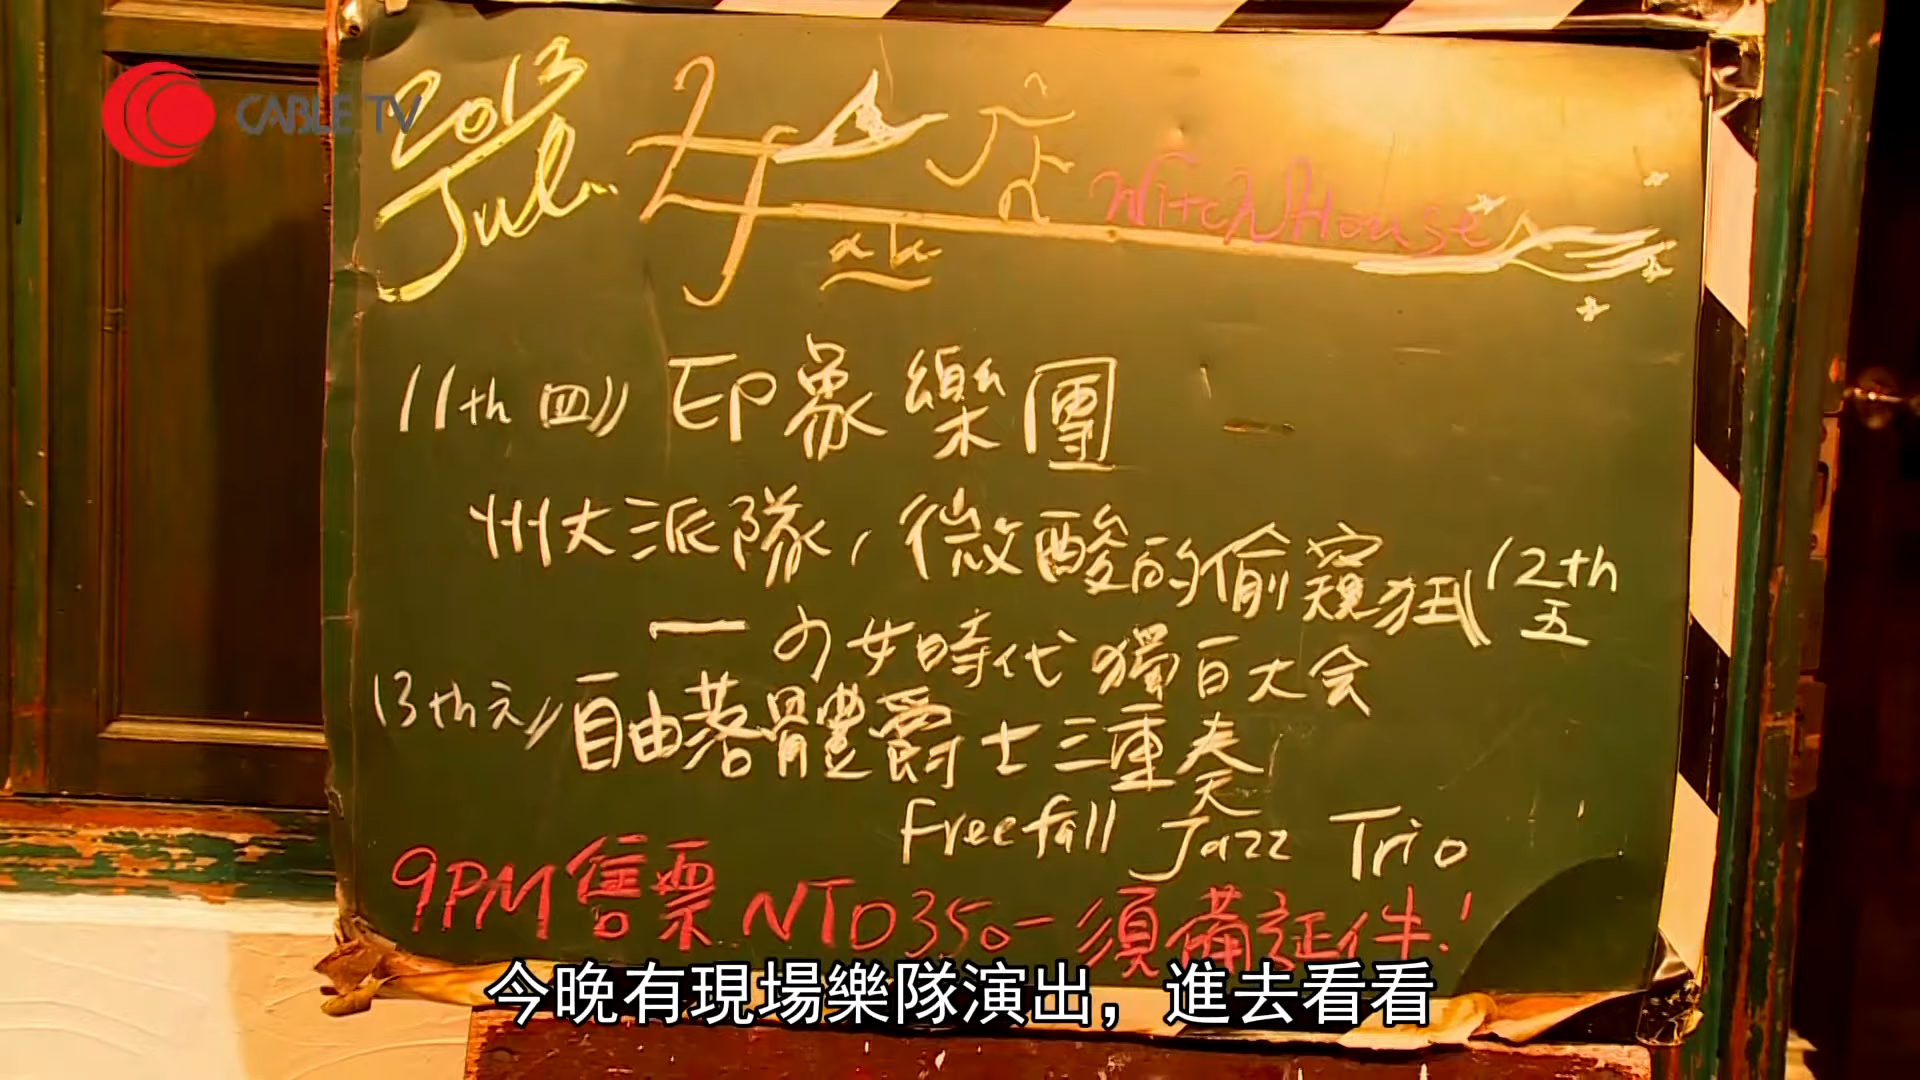 CABLE TV
2013
Jul.
女巫店 WitchHouse
11th 四 印象樂團
州大派隊, 微酸的偷窺狂 12th 五
一少女時代獨百大会
13th 六 自由落體爵士三重奏
Freefall Jazz Trio
9PM 售票 NTD350- 須備証件!
今晚有現場樂隊演出，進去看看